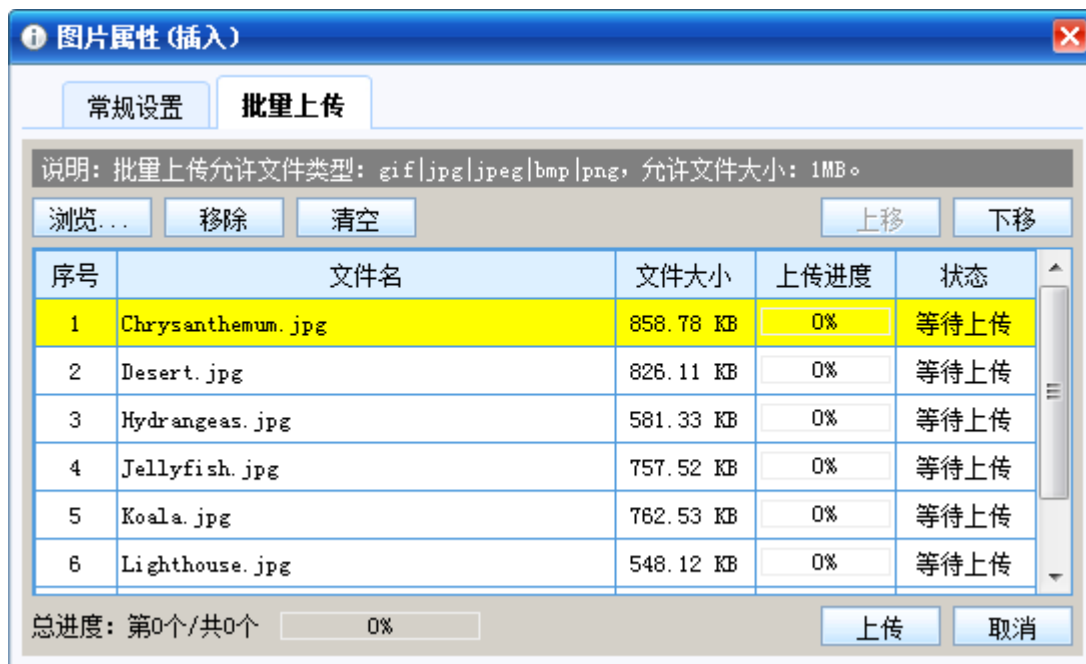 图片属性(插入)
常规设置 批量上传
说明：批量上传允许文件类型：gif|jpg|jpeg|bmp|png，允许文件大小：1MB。
浏览... 移除 清空 上移 下移
序号 文件名 文件大小 上传进度 状态
1 Chrysanthemum.jpg 858.78 KB 0% 等待上传
2 Desert.jpg 826.11 KB 0% 等待上传
3 Hydrangeas.jpg 581.33 KB 0% 等待上传
4 Jellyfish.jpg 757.52 KB 0% 等待上传
5 Koala.jpg 762.53 KB 0% 等待上传
6 Lighthouse.jpg 548.12 KB 0% 等待上传
总进度：第0个/共0个 0% 上传 取消